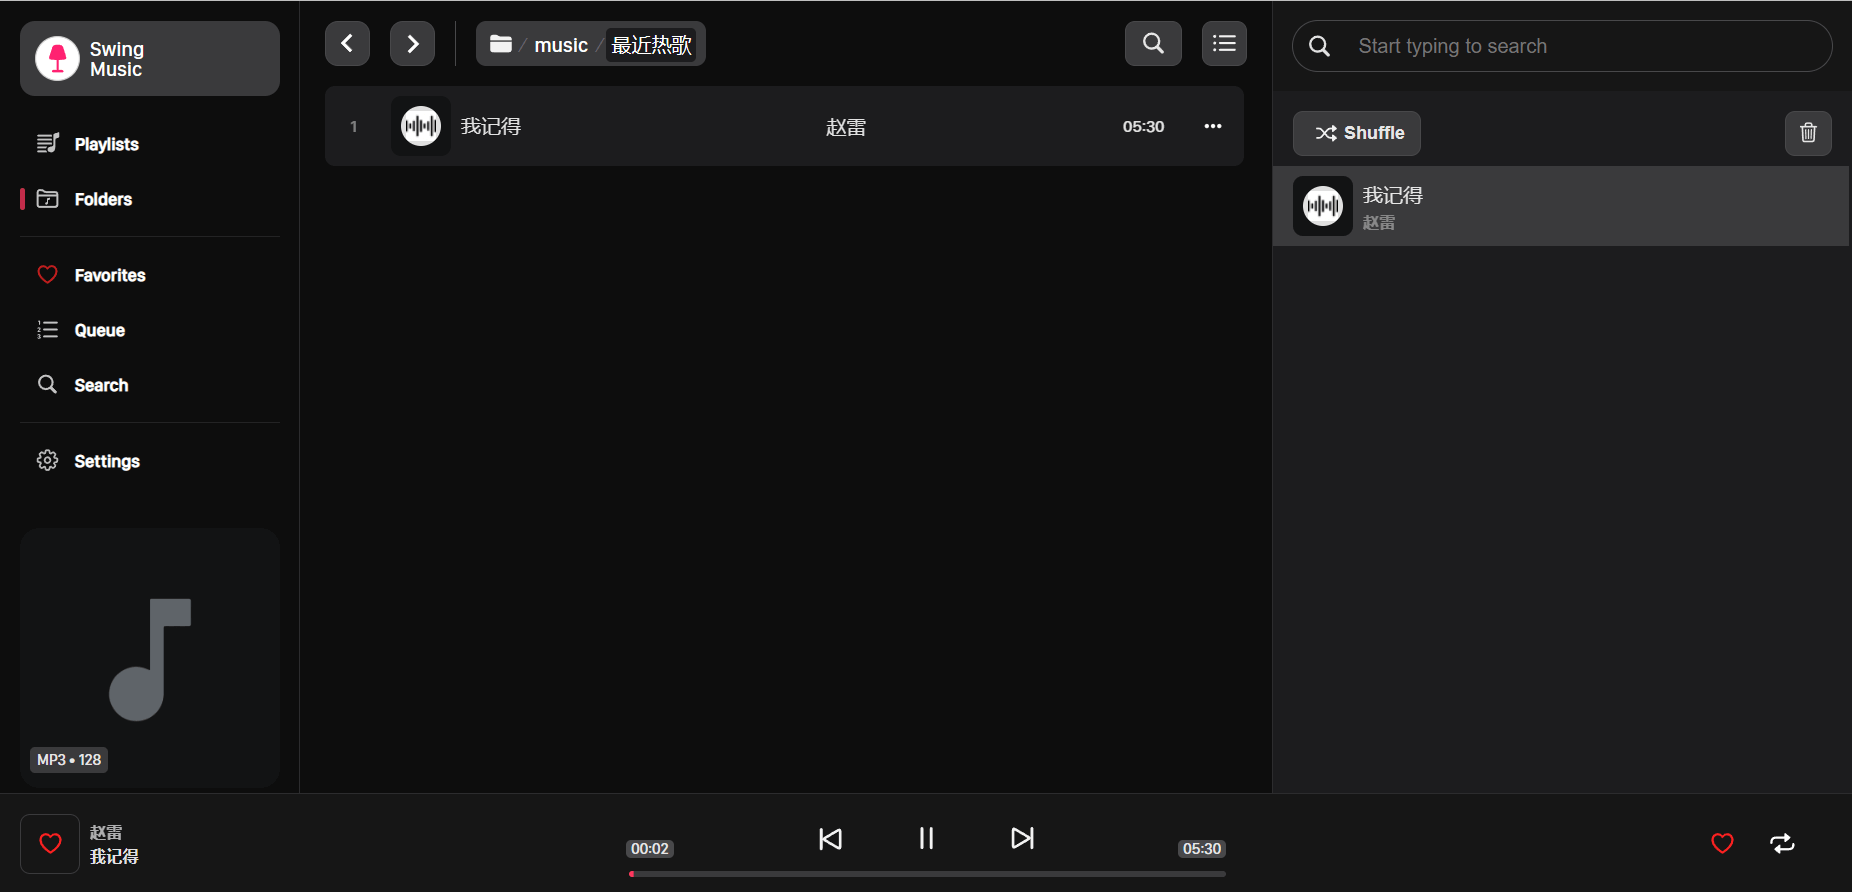 Swing
Music
Playlists
Folders
Favorites
Queue
Search
Settings
MP3 • 128
/ music / 最近热歌
1 我记得 赵雷 05:30
Start typing to search
Shuffle
我记得
赵雷
赵雷
我记得
00:02
05:30